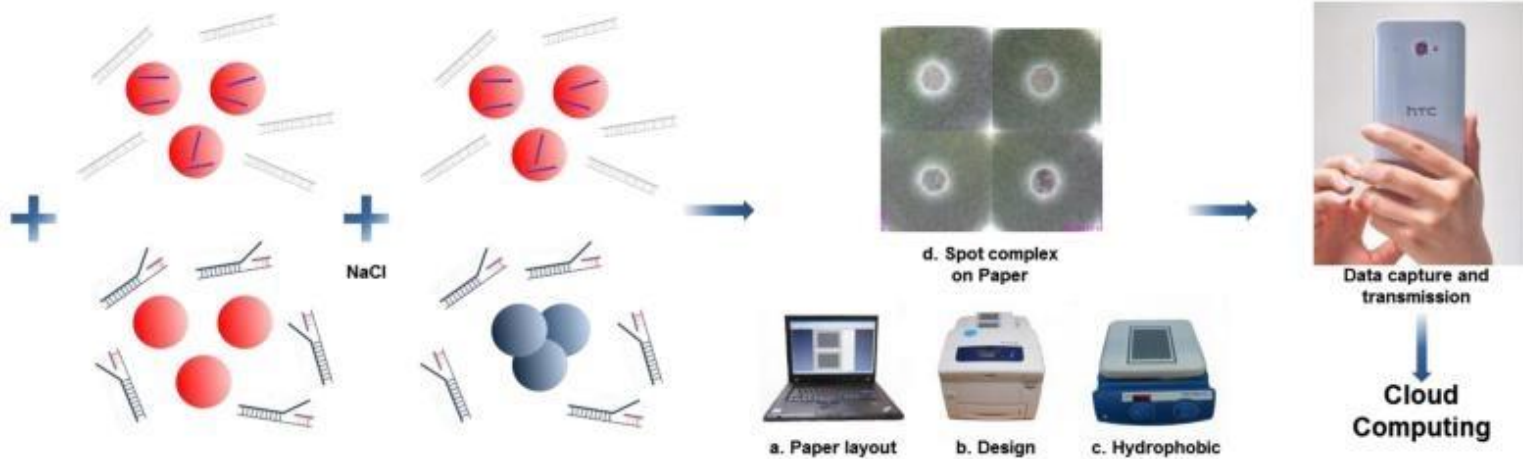 NaCl
d. Spot complex
on Paper
a. Paper layout
b. Design
c. Hydrophobic
hTC
Data capture and
transmission
Cloud
Computing